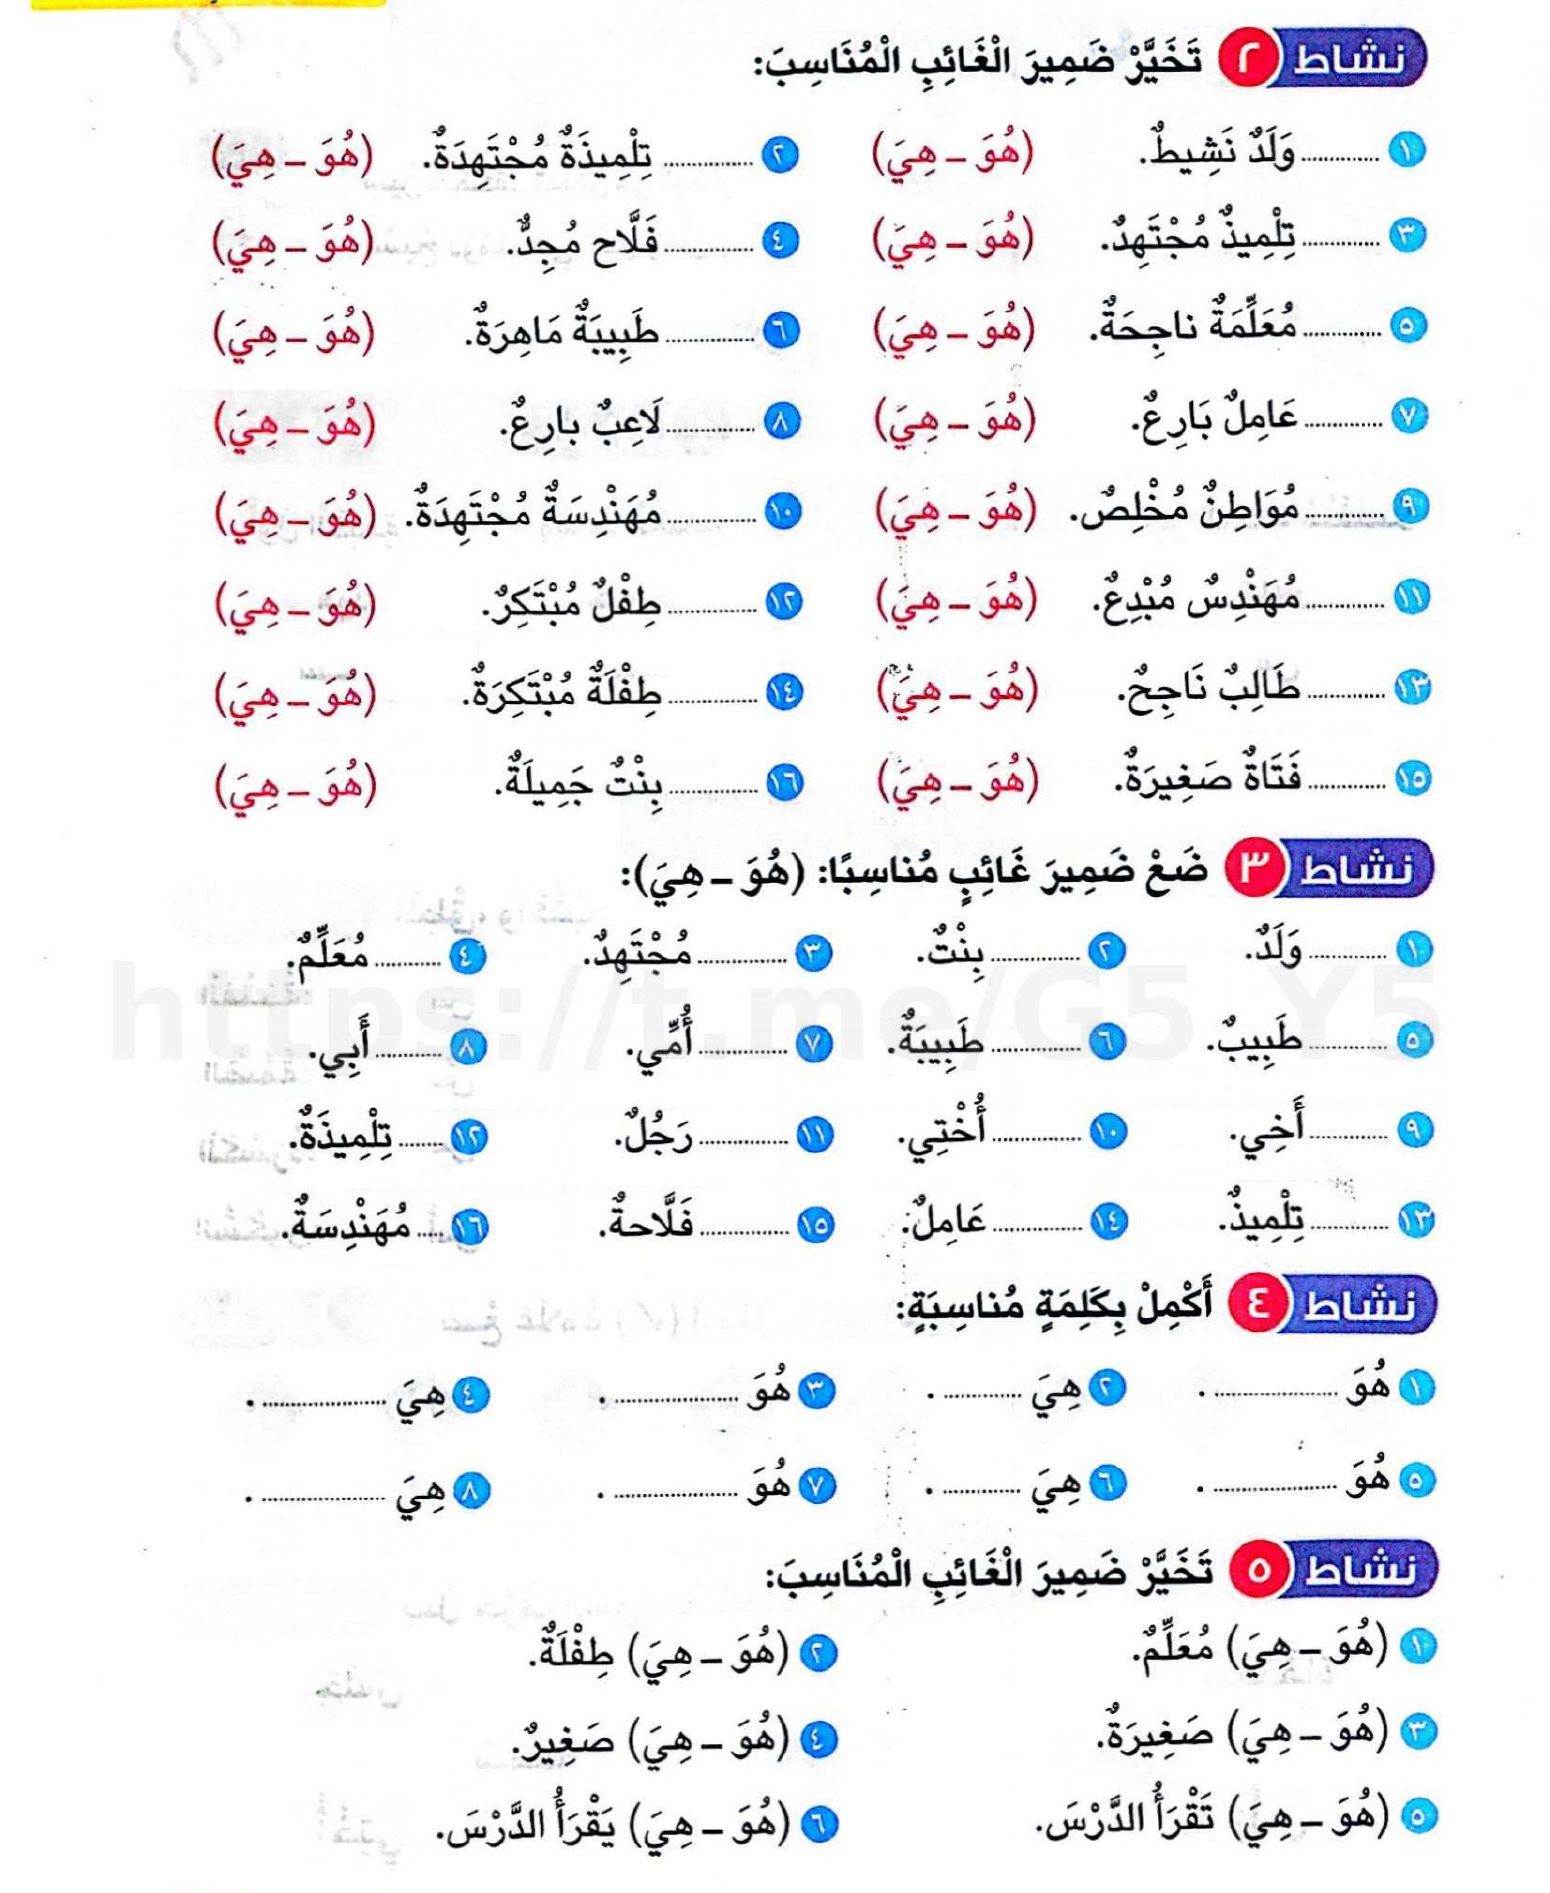 نشاط ٢ تَخَيَّرْ ضَمِيرَ الْغَائِبِ الْمُنَاسِبَ:
١ ............ وَلَدٌ نَشِيطٌ. (هُوَ – هِيَ) ٢ ............ تِلْمِيذَةٌ مُجْتَهِدَةٌ. (هُوَ – هِيَ)
٣ ............ تِلْمِيذٌ مُجْتَهِدٌ. (هُوَ – هِيَ) ٤ ............ فَلَّاح مُجِدٌّ. (هُوَ – هِيَ)
٥ ............ مُعَلِّمَةٌ ناجِحَةٌ. (هُوَ – هِيَ) ٦ ............ طَبِيبَةٌ مَاهِرَةٌ. (هُوَ – هِيَ)
٧ ............ عَامِلٌ بَارِعٌ. (هُوَ – هِيَ) ٨ ............ لَاعِبٌ بارِعٌ. (هُوَ – هِيَ)
٩ ............ مُوَاطِنٌ مُخْلِصٌ. (هُوَ – هِيَ) ١٠ ............ مُهَنْدِسَةٌ مُجْتَهِدَةٌ. (هُوَ – هِيَ)
١١ ............ مُهَنْدِسٌ مُبْدِعٌ. (هُوَ – هِيَ) ١٢ ............ طِفْلٌ مُبْتَكِرٌ. (هُوَ – هِيَ)
١٣ ............ طَالِبٌ نَاجِحٌ. (هُوَ – هِيَ) ١٤ ............ طِفْلَةٌ مُبْتَكِرَةٌ. (هُوَ – هِيَ)
١٥ ............ فَتَاةٌ صَغِيرَةٌ. (هُوَ – هِيَ) ١٦ ............ بِنْتٌ جَمِيلَةٌ. (هُوَ – هِيَ)
نشاط ٣ ضَعْ ضَمِيرَ غَائِبٍ مُناسِبًا: (هُوَ – هِيَ):
١ ............ وَلَدٌ. ٢ ............ بِنْتٌ. ٣ ............ مُجْتَهِدٌ. ٤ ............ مُعَلِّمٌ.
https://t.me/G5_Y5
٥ ............ طَبِيبٌ. ٦ ............ طَبِيبَةٌ. ٧ ............ أُمِّي. ٨ ............ أَبِي.
٩ ............ أَخِي. ١٠ ............ أُخْتِي. ١١ ............ رَجُلٌ. ١٢ ....... تِلْمِيذَةٌ.
١٣ ............ تِلْمِيذٌ. ١٤ ............ عَامِلٌ. ١٥ ............ فَلَّاحةٌ. ١٦ .... مُهَنْدِسَةٌ.
نشاط ٤ أَكْمِلْ بِكَلِمَةٍ مُناسِبَةٍ:
١ هُوَ ............ . ٢ هِيَ ............ . ٣ هُوَ ............ . ٤ هِيَ ............ .
٥ هُوَ ............ . ٦ هِيَ ............ . ٧ هُوَ ............ . ٨ هِيَ ............ .
نشاط ٥ تَخَيَّرْ ضَمِيرَ الْغَائِبِ الْمُنَاسِبَ:
١ (هُوَ – هِيَ) مُعَلِّمٌ. ٢ (هُوَ – هِيَ) طِفْلَةٌ.
٣ (هُوَ – هِيَ) صَغِيرَةٌ. ٤ (هُوَ – هِيَ) صَغِيرٌ.
٥ (هُوَ – هِيَ) تَقْرَأُ الدَّرْسَ. ٦ (هُوَ – هِيَ) يَقْرَأُ الدَّرْسَ.